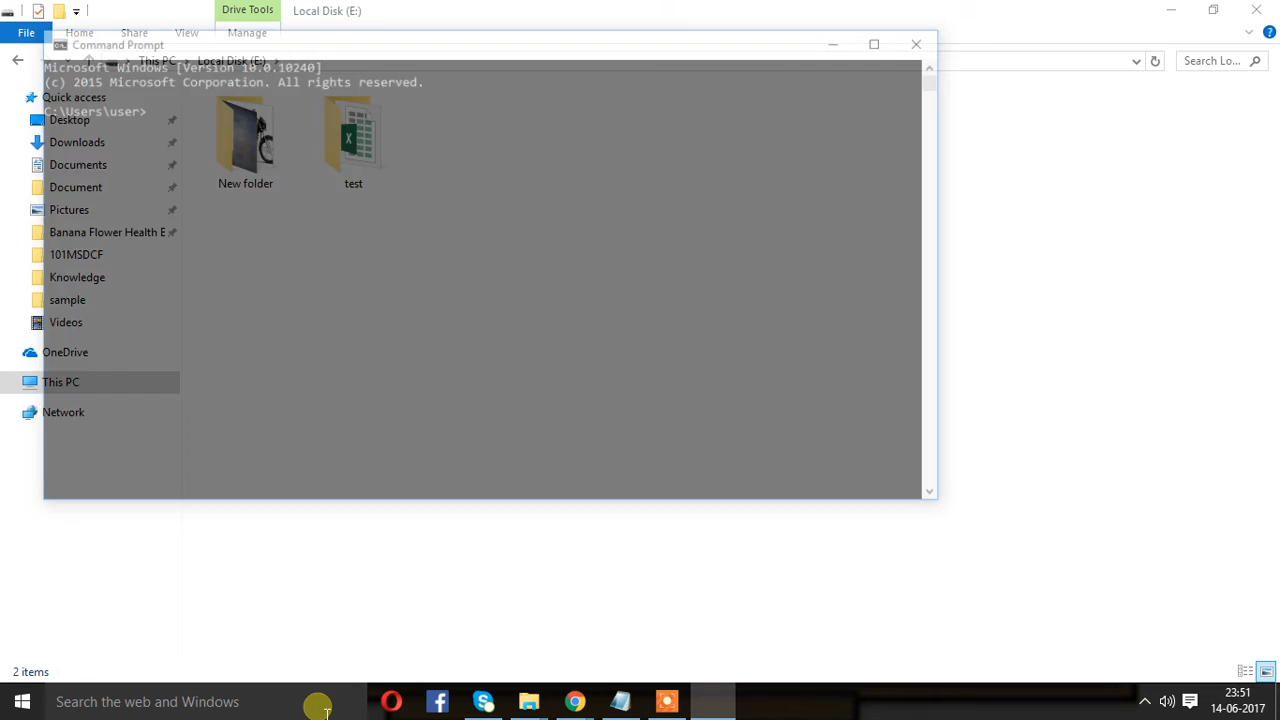 Drive Tools
Local Disk (E:)
File
Home
Share
View
Manage
Command Prompt
This PC
Local Disk (E:)
Search Lo...
Microsoft Windows [Version 10.0.10240]
(c) 2015 Microsoft Corporation. All rights reserved.
C:\Users\user>
Quick access
Desktop
Downloads
Documents
Document
Pictures
Banana Flower Health E
101MSDCF
Knowledge
sample
Videos
OneDrive
This PC
Network
New folder
test
2 items
Search the web and Windows
23:51
14-06-2017